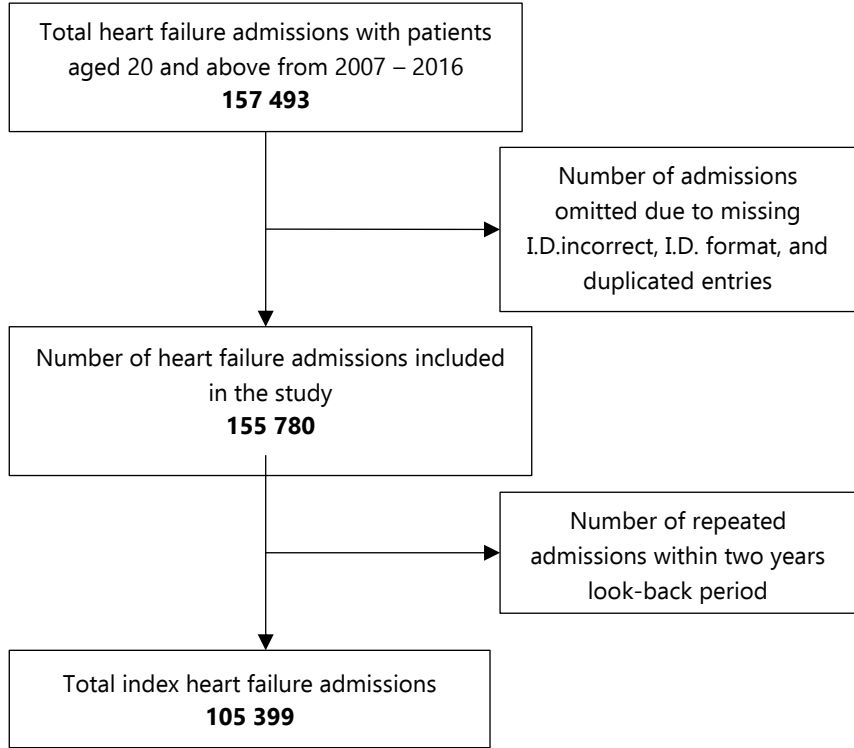 Total heart failure admissions with patients
aged 20 and above from 2007 – 2016
157 493
Number of admissions
omitted due to missing
I.D.incorrect, I.D. format, and
duplicated entries
Number of heart failure admissions included
in the study
155 780
Number of repeated
admissions within two years
look-back period
Total index heart failure admissions
105 399